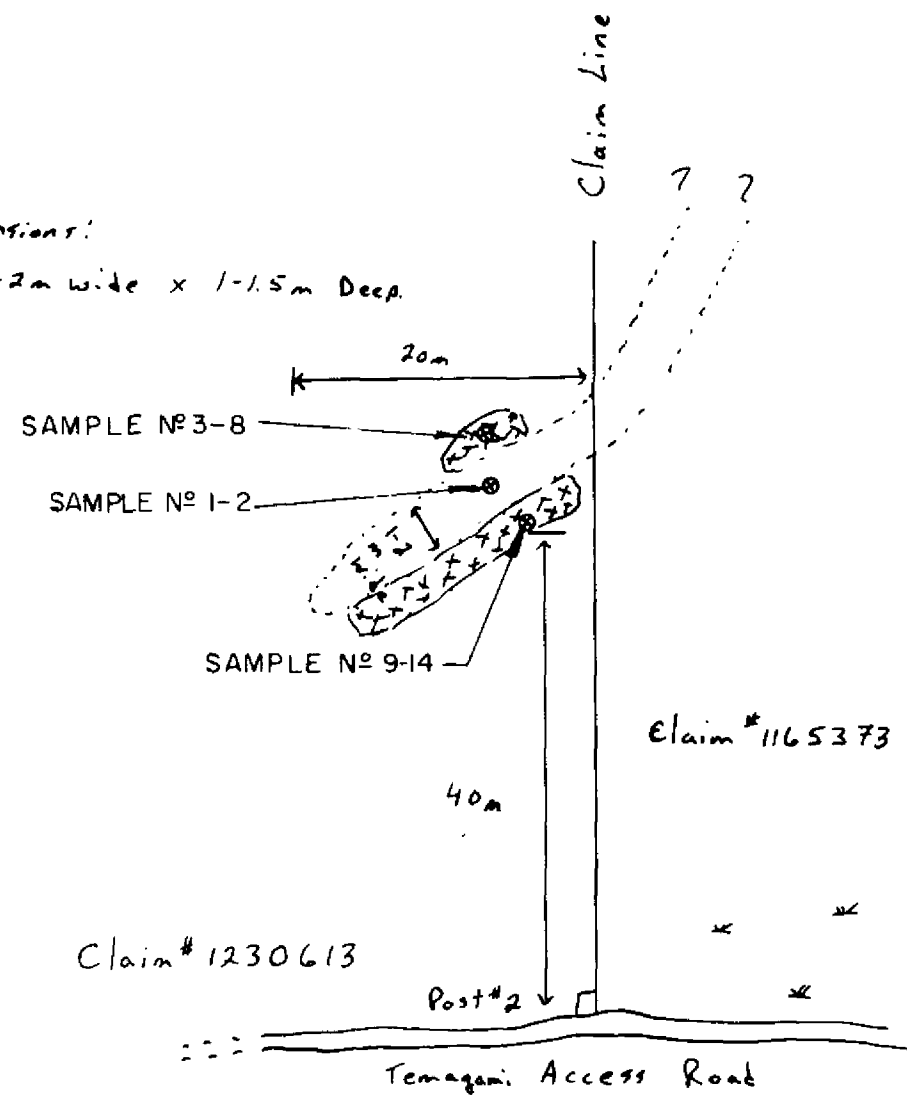 Claim Line
? ?
nsions:
2m wide x 1-1.5m Deep.
20m
SAMPLE Nº 3-8
SAMPLE Nº 1-2
SAMPLE Nº 9-14
Claim # 1165373
40m
Claim # 1230613
Post #2
Temagami Access Road